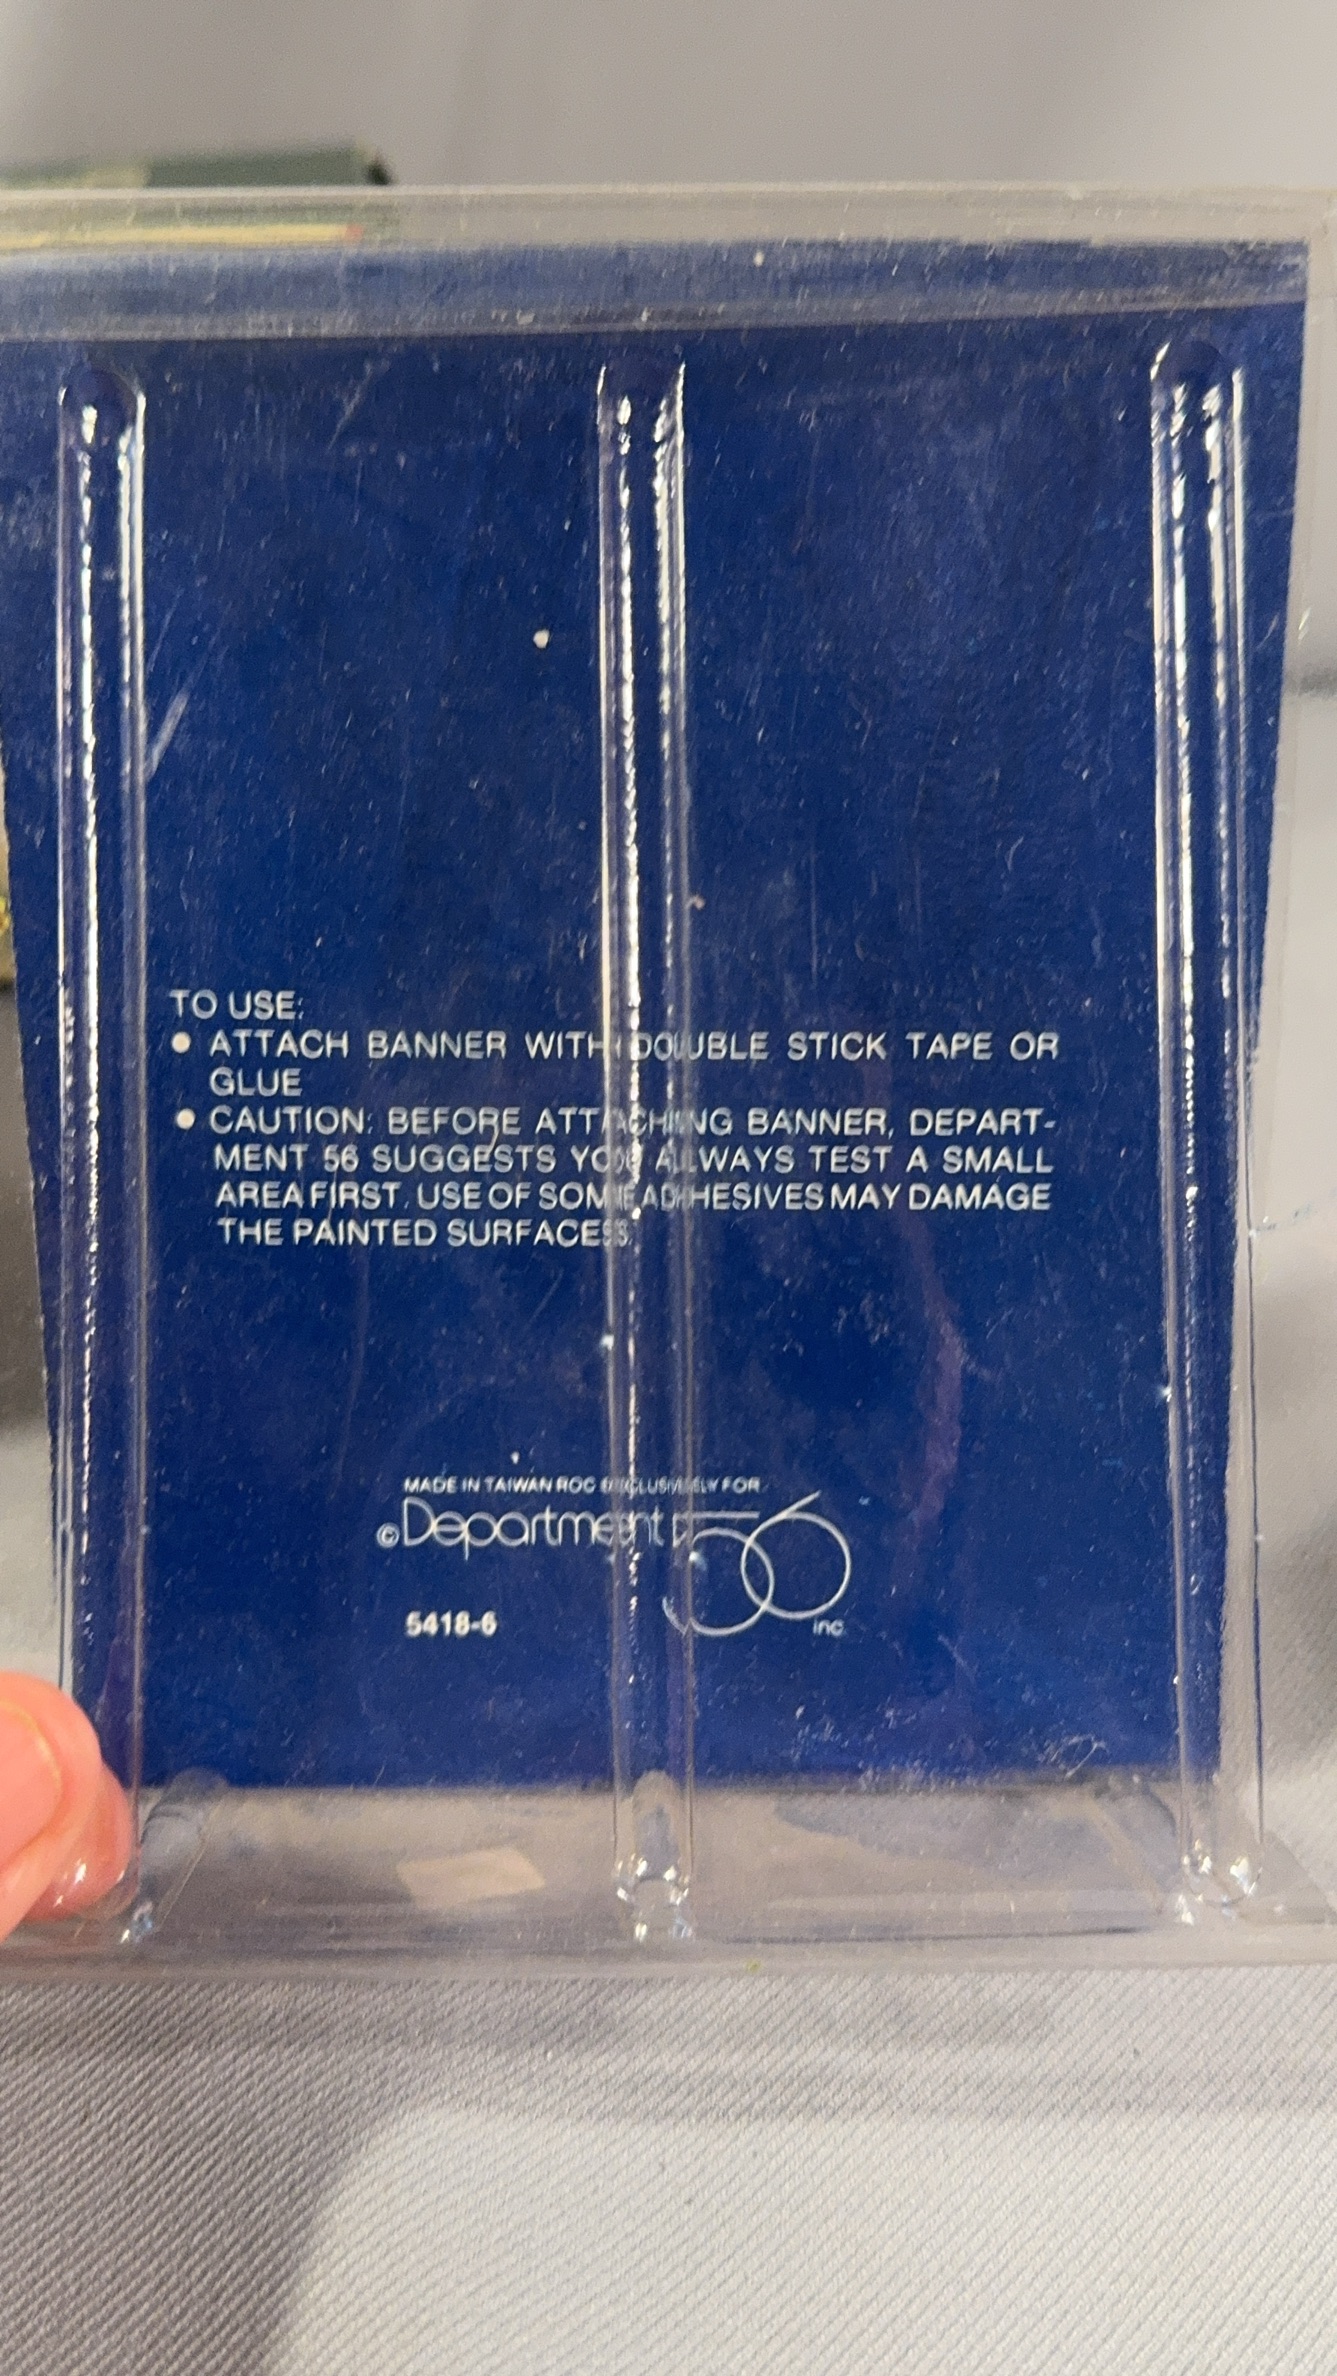 TO USE:
• ATTACH BANNER WITH DOUBLE STICK TAPE OR
GLUE
• CAUTION: BEFORE ATTACHING BANNER, DEPART-
MENT 56 SUGGESTS YOU ALWAYS TEST A SMALL
AREA FIRST. USE OF SOME ADHESIVES MAY DAMAGE
THE PAINTED SURFACES.
MADE IN TAIWAN ROC EXCLUSIVELY FOR
©Department 56
inc.
5418-6